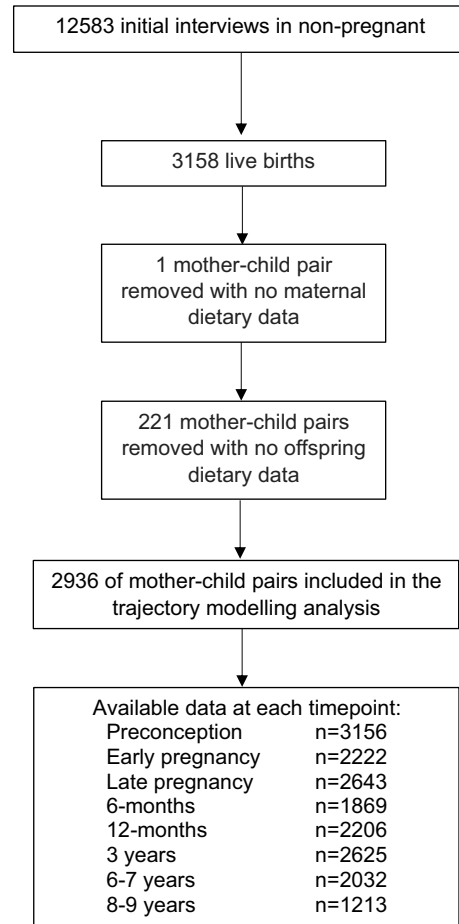 12583 initial interviews in non-pregnant
3158 live births
1 mother-child pair
removed with no maternal
dietary data
221 mother-child pairs
removed with no offspring
dietary data
2936 of mother-child pairs included in the
trajectory modelling analysis
Available data at each timepoint:
Preconception n=3156
Early pregnancy n=2222
Late pregnancy n=2643
6-months n=1869
12-months n=2206
3 years n=2625
6-7 years n=2032
8-9 years n=1213